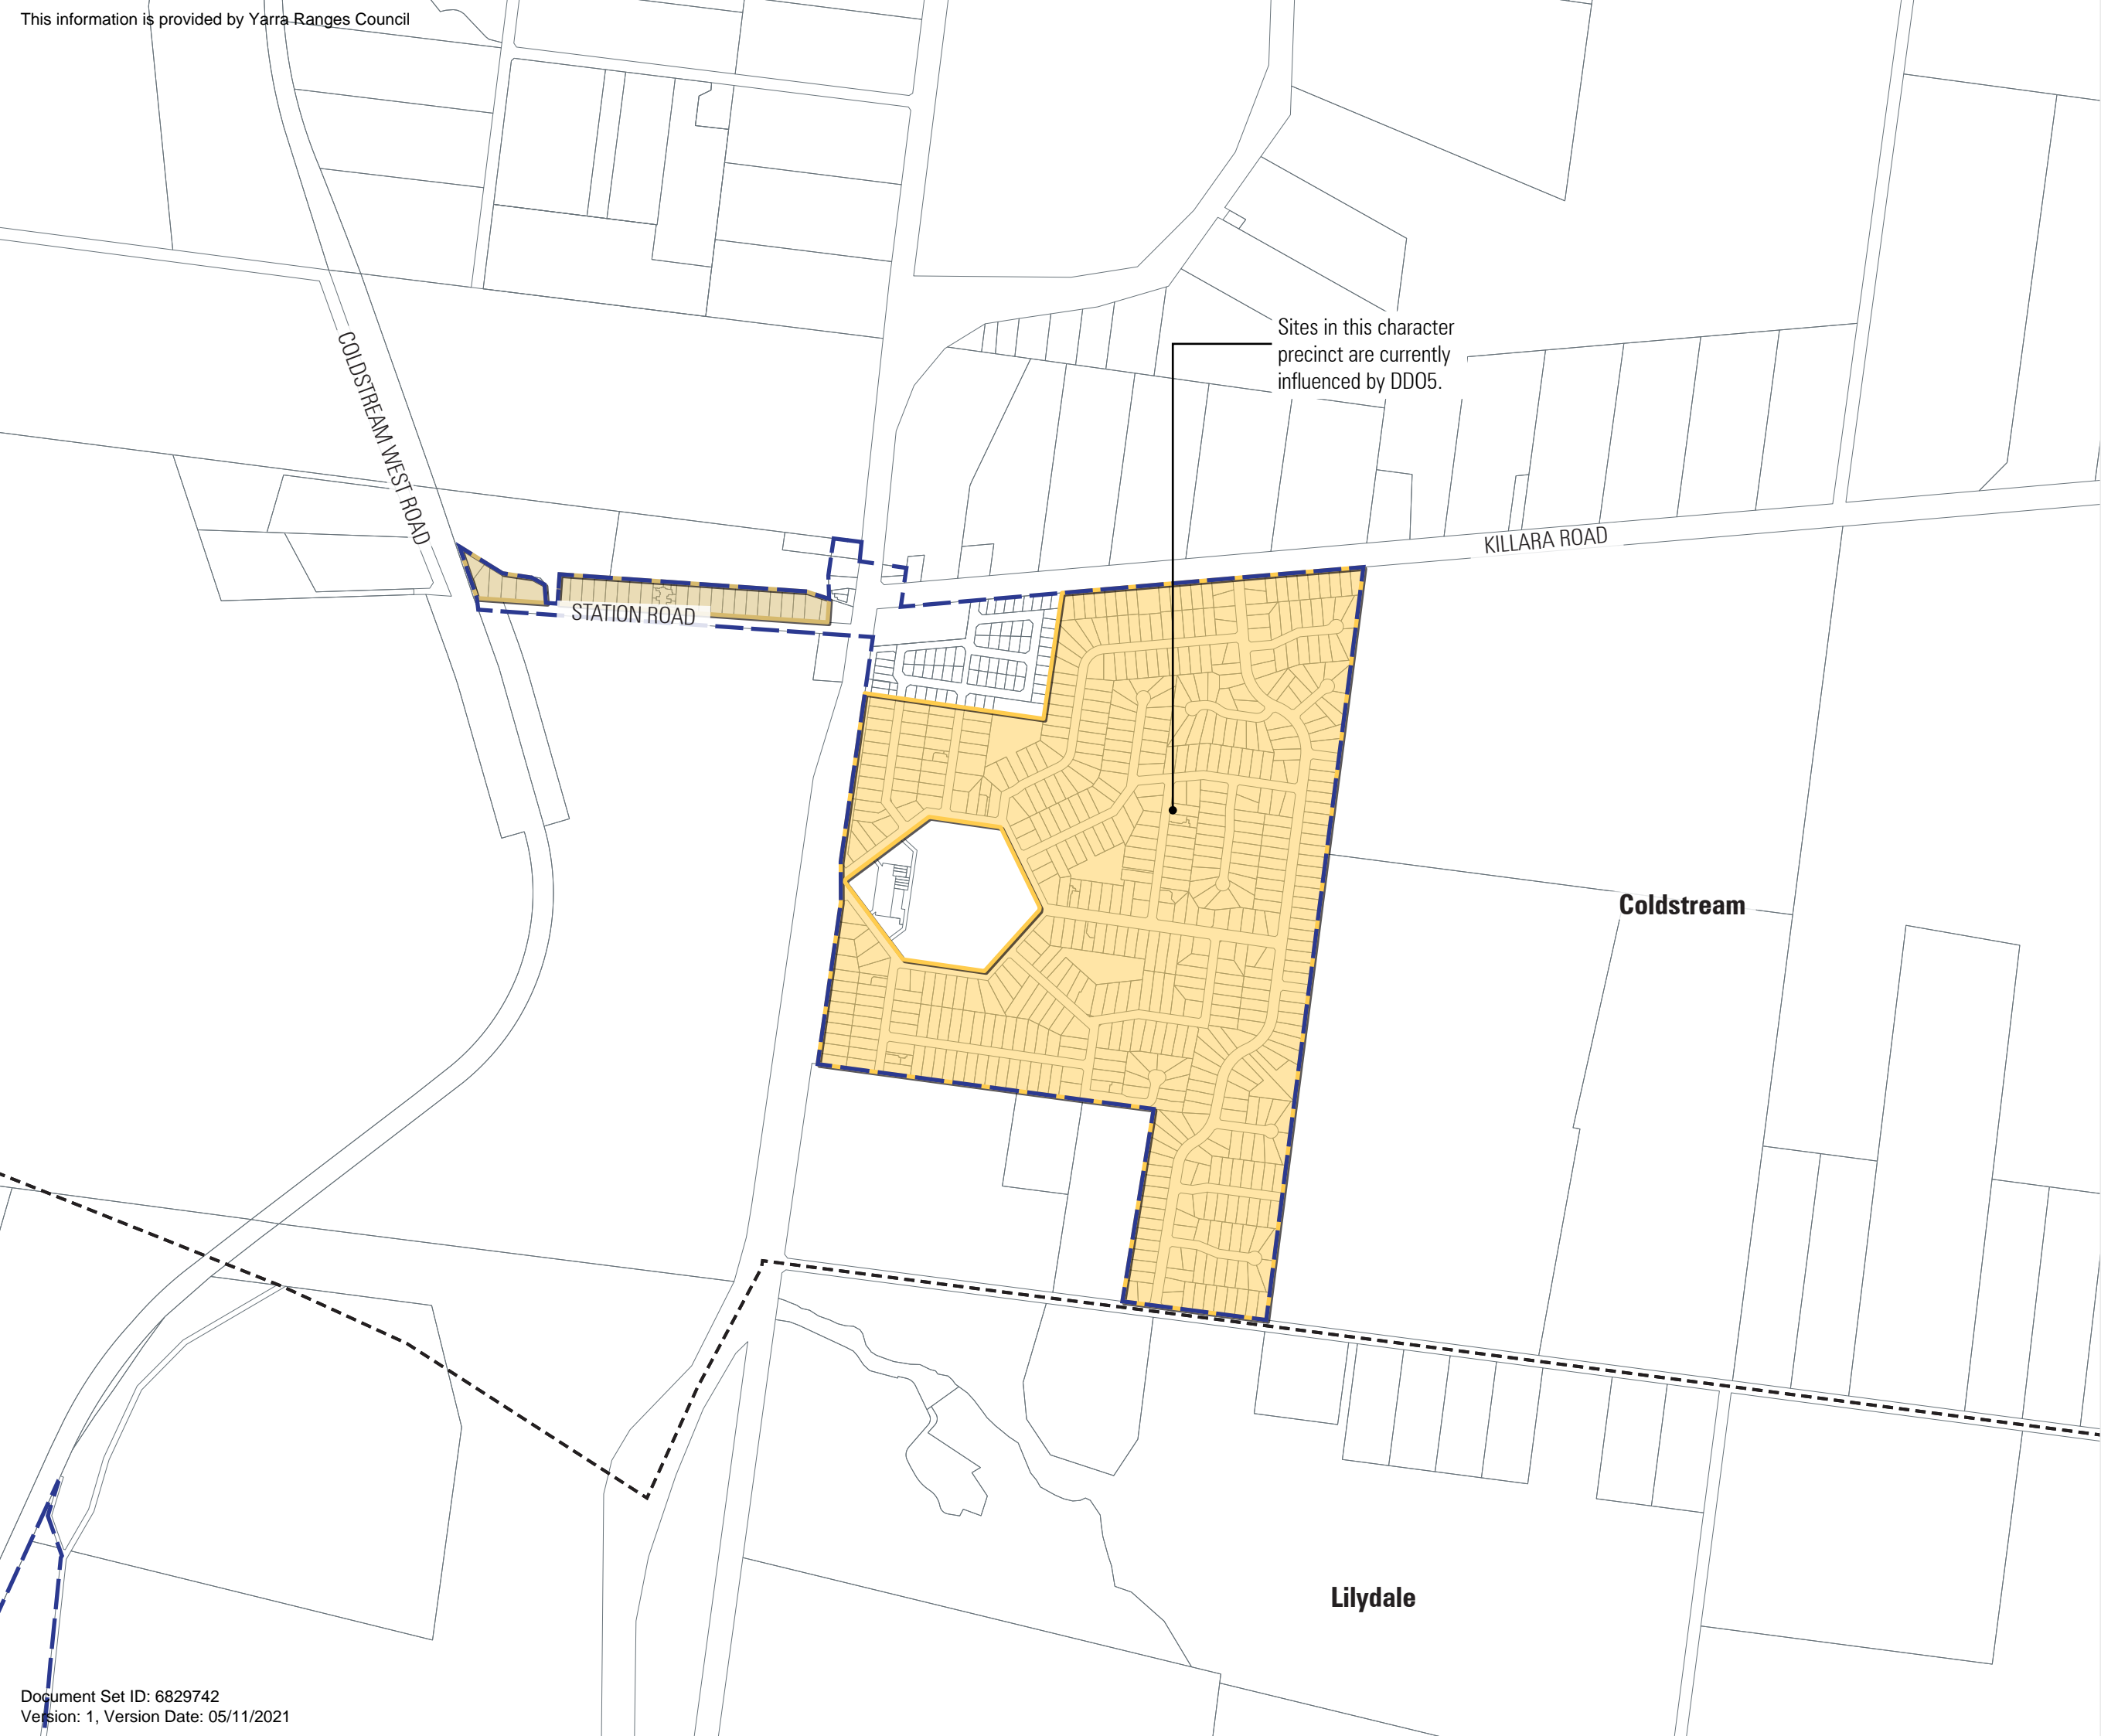 This information is provided by Yarra Ranges Council
COLDSTREAM WEST ROAD
Sites in this character
precinct are currently
influenced by DDO5.
KILLARA ROAD
STATION ROAD
Coldstream
Lilydale
Document Set ID: 6829742
Version: 1, Version Date: 05/11/2021